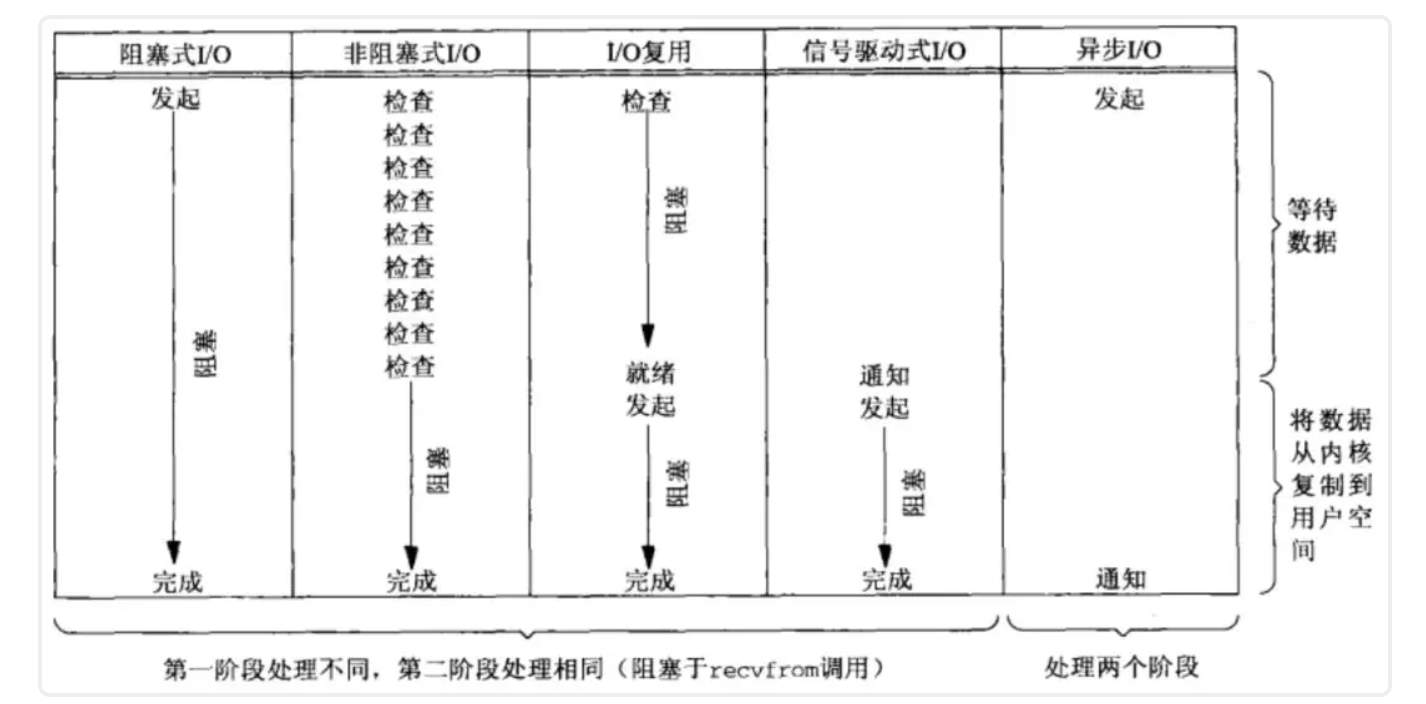 阻塞式I/O 非阻塞式I/O I/O复用 信号驱动式I/O 异步I/O
发起 检查 检查 发起
检查
检查
检查
检查
检查
检查
检查
检查
阻塞
阻塞
等待
数据
就绪 通知
发起 发起
阻塞
阻塞
阻塞
将数据
从内核
复制到
用户空
间
完成 完成 完成 完成 通知
第一阶段处理不同，第二阶段处理相同（阻塞于recvfrom调用）
处理两个阶段